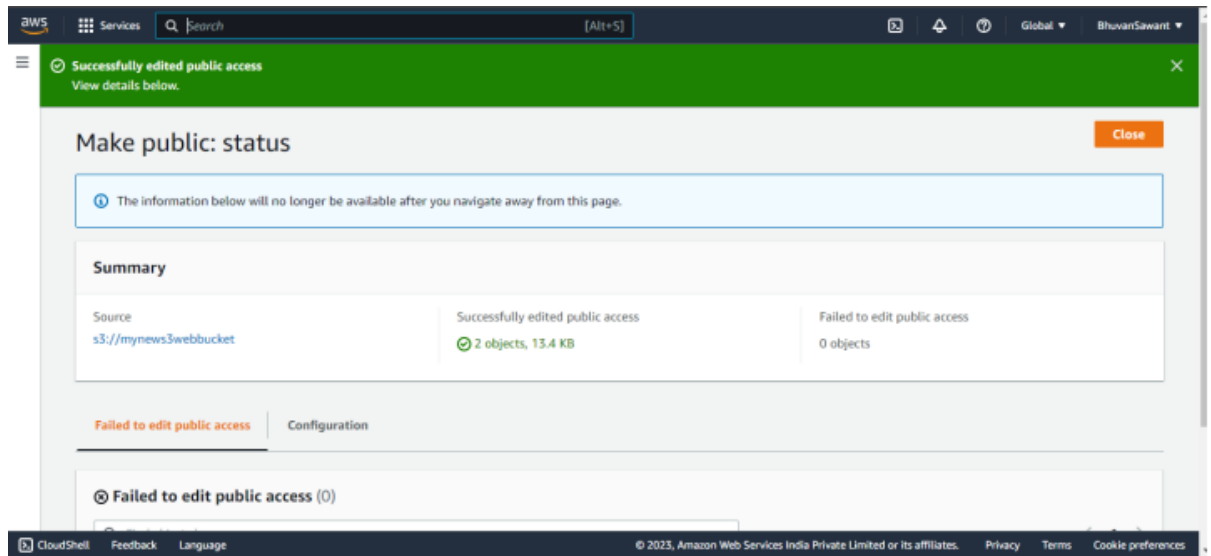 aws Services Search [Alt+S] Global BhuvanSawant
Successfully edited public access
View details below.
Make public: status
Close
The information below will no longer be available after you navigate away from this page.
Summary
Source
s3://mynews3webbucket
Successfully edited public access
2 objects, 13.4 KB
Failed to edit public access
0 objects
Failed to edit public access Configuration
Failed to edit public access (0)
CloudShell Feedback Language © 2023, Amazon Web Services India Private Limited or its affiliates. Privacy Terms Cookie preferences